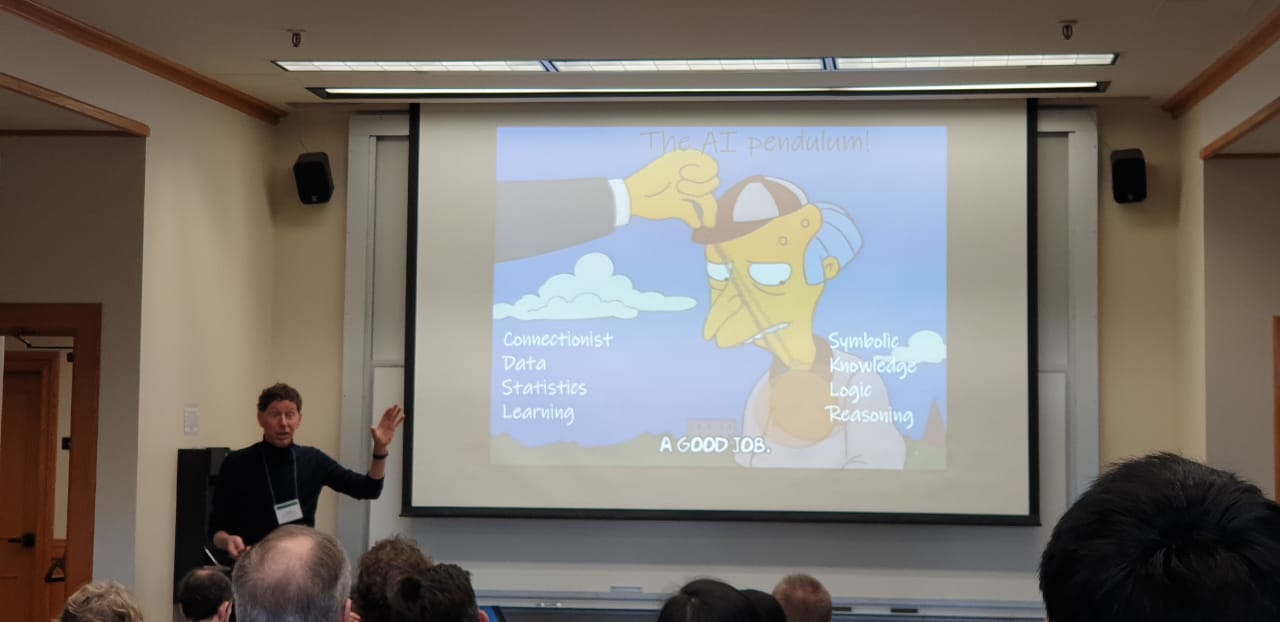 The AI pendulum!
Connectionist
Data
Statistics
Learning
Symbolic
Knowledge
Logic
Reasoning
A GOOD JOB.